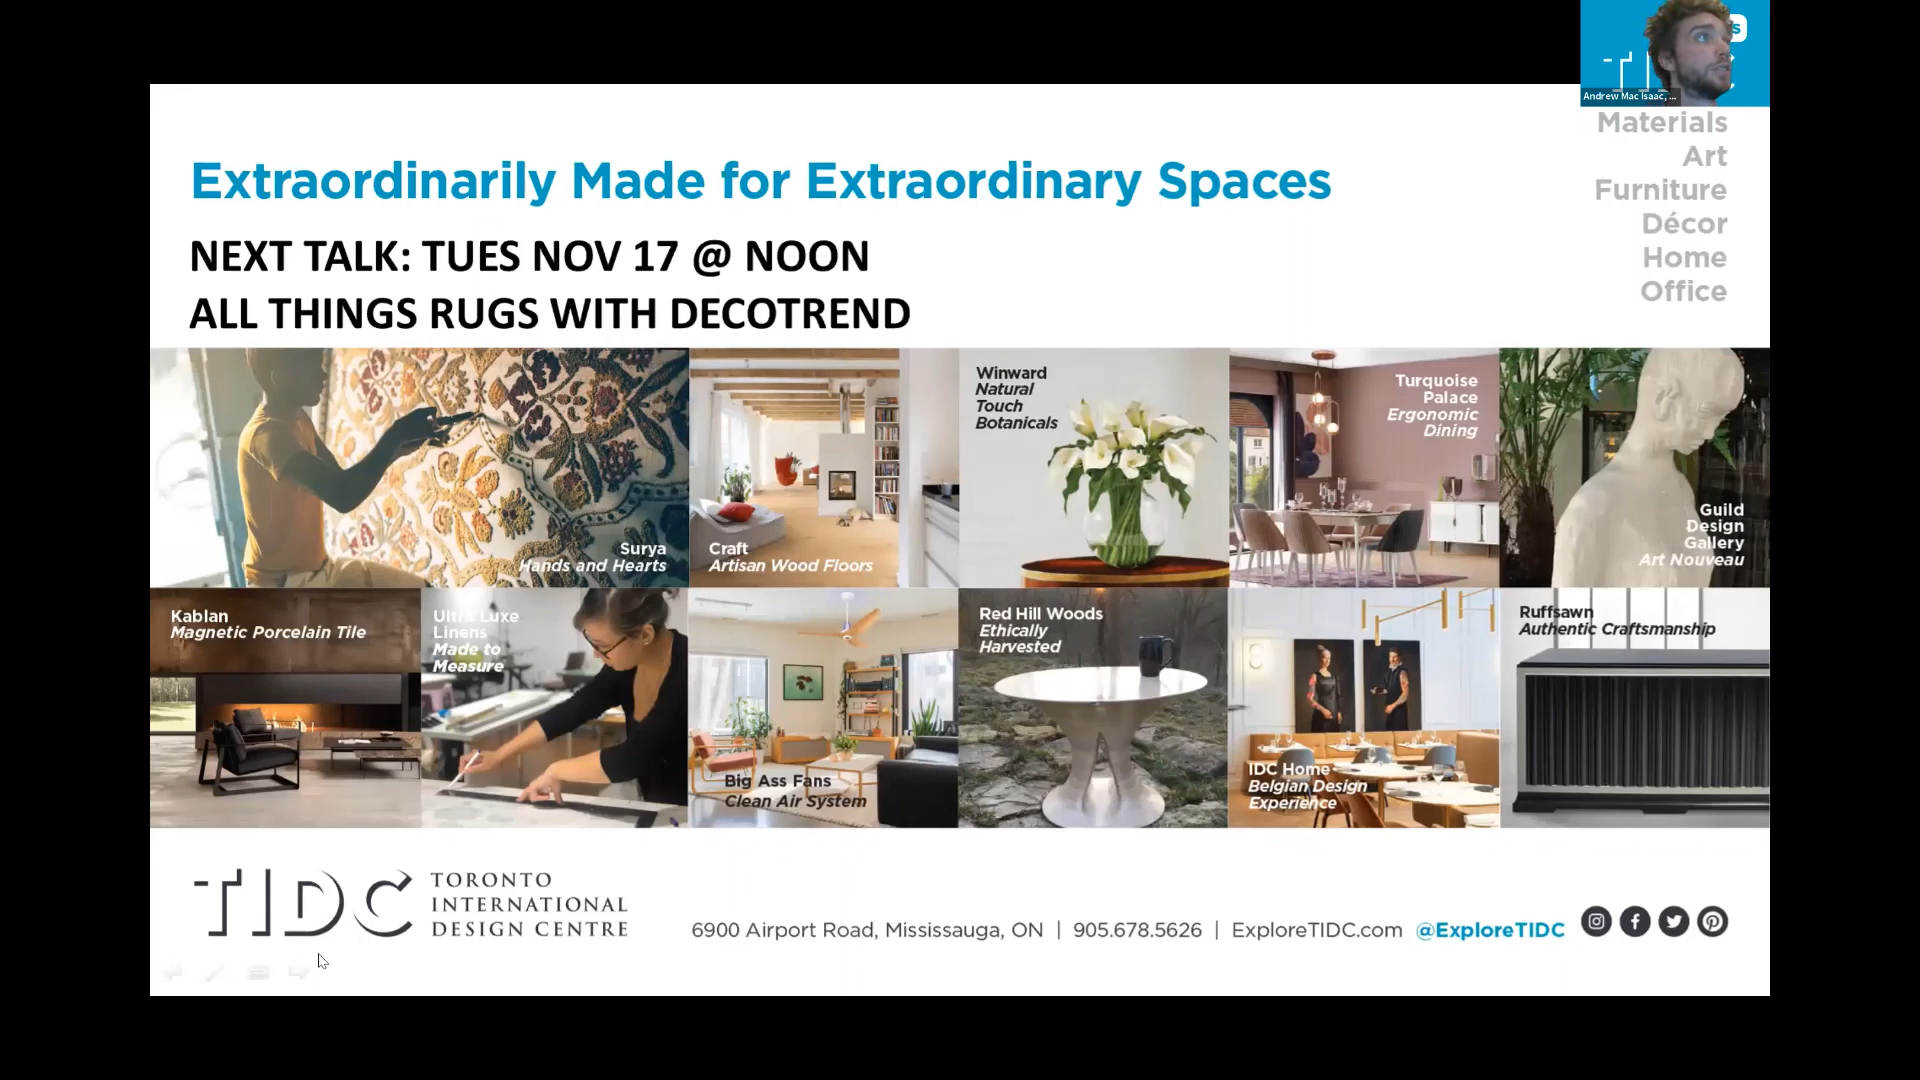 Andrew Mac Isaac, ...
Materials
Art
Furniture
Décor
Home
Office
Extraordinarily Made for Extraordinary Spaces
NEXT TALK: TUES NOV 17 @ NOON
ALL THINGS RUGS WITH DECOTREND
Surya
Hands and Hearts
Craft
Artisan Wood Floors
Winward
Natural
Touch
Botanicals
Turquoise
Palace
Ergonomic
Dining
Guild
Design
Gallery
Art Nouveau
Kablan
Magnetic Porcelain Tile
Ultra Luxe
Linens
Made to
Measure
Big Ass Fans
Clean Air System
Red Hill Woods
Ethically
Harvested
IDC Home
Belgian Design
Experience
Ruffsawn
Authentic Craftsmanship
TIDC
TORONTO
INTERNATIONAL
DESIGN CENTRE
6900 Airport Road, Mississauga, ON | 905.678.5626 | ExploreTIDC.com @ExploreTIDC